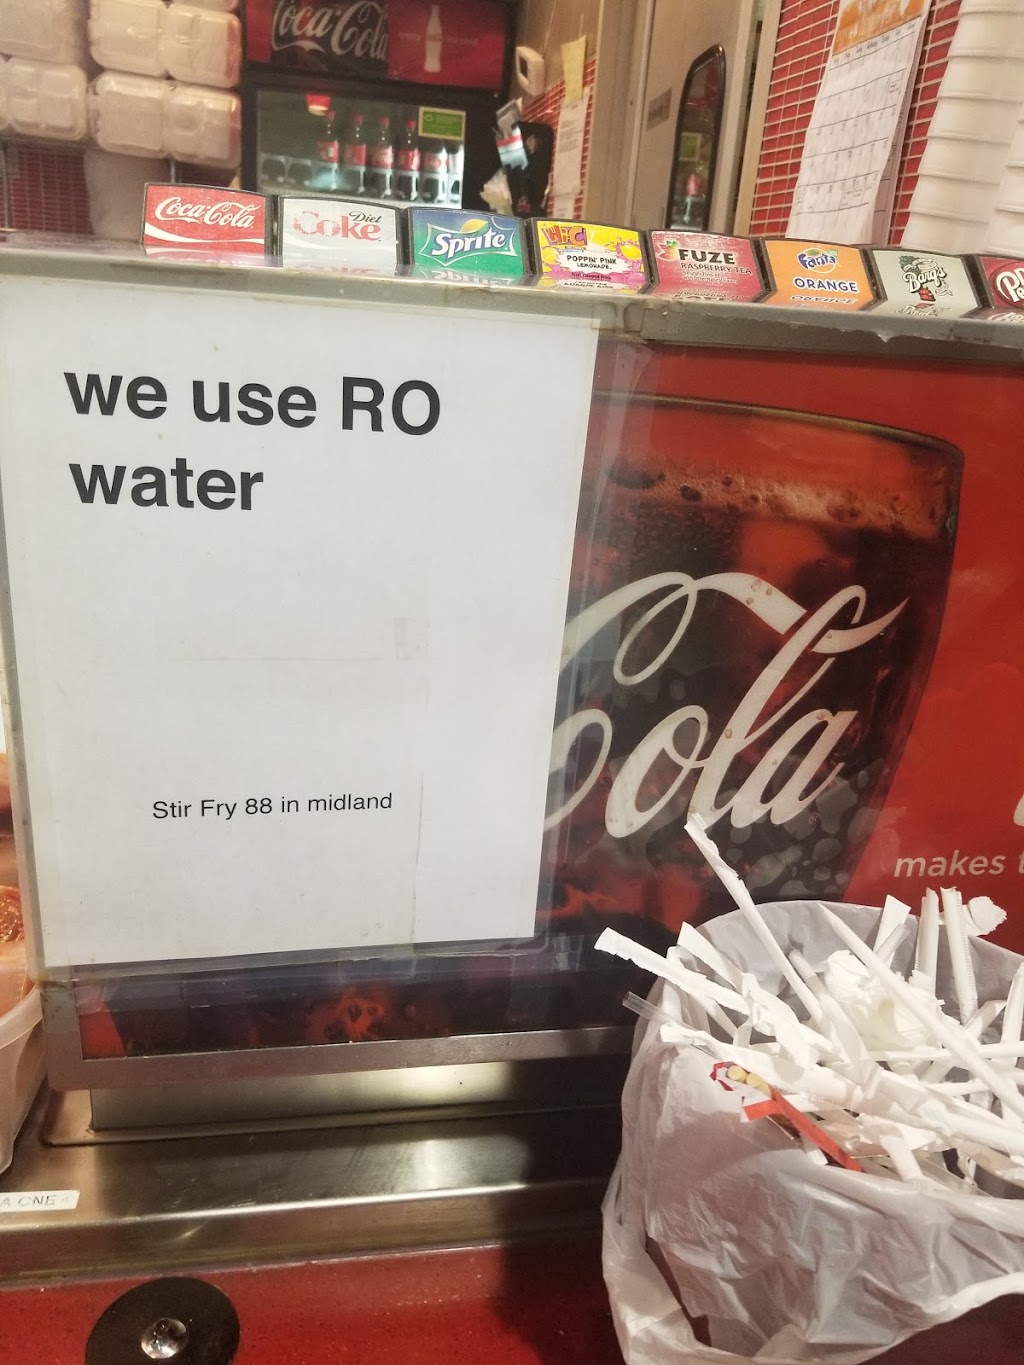 Coca-Cola
Coca-Cola
Diet
Coke
Sprite
Hi-C
POPPIN' PINK
LEMONADE
FUZE
RASPBERRY TEA
Fanta
ORANGE
Barq's
we use RO
water
Stir Fry 88 in midland
Cola
makes